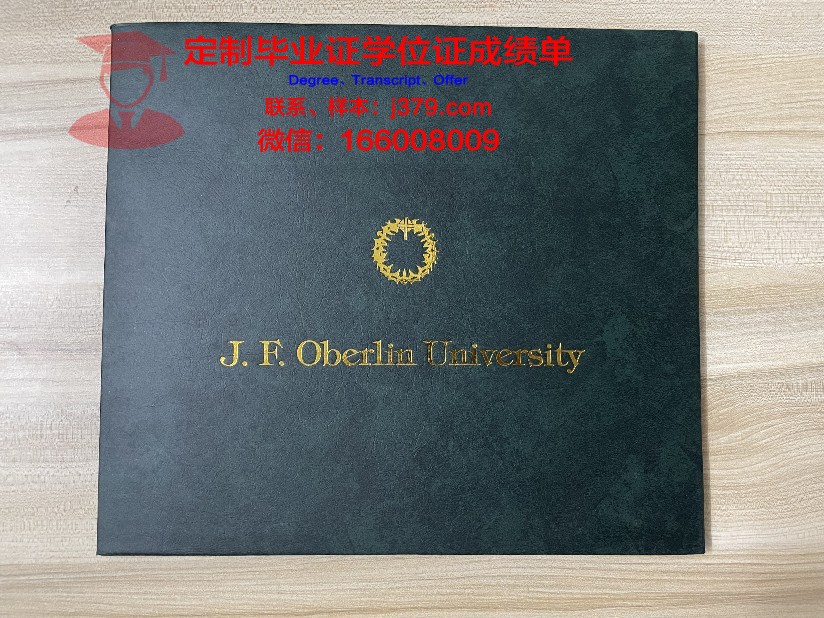 定制毕业证学位证成绩单
Degree、Transcript、Offer
联系、样本：j379.com
微信：166008009
J. F. Oberlin University